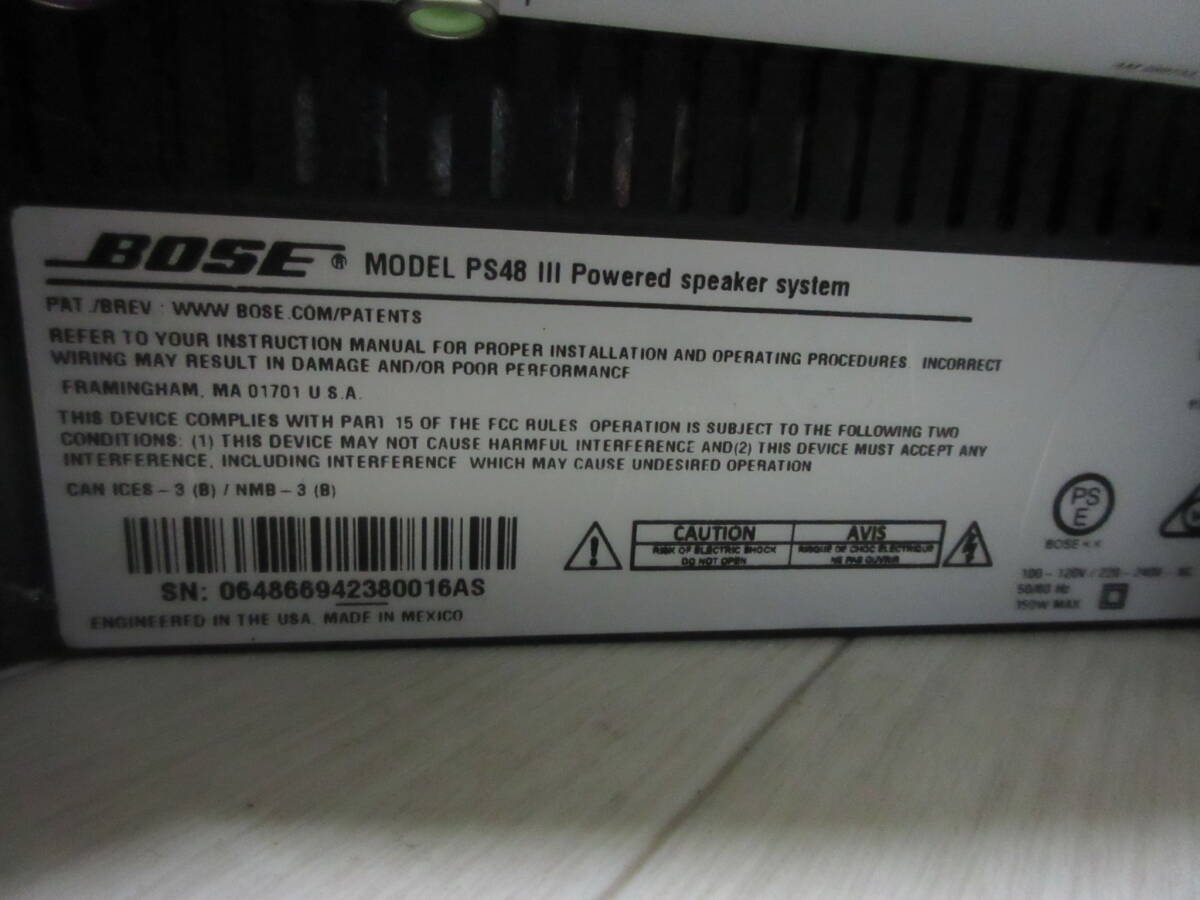 BOSE ® MODEL PS48 III Powered speaker system
PAT./BREV : WWW.BOSE.COM/PATENTS
REFER TO YOUR INSTRUCTION MANUAL FOR PROPER INSTALLATION AND OPERATING PROCEDURES. INCORRECT
WIRING MAY RESULT IN DAMAGE AND/OR POOR PERFORMANCE
FRAMINGHAM, MA 01701 U.S.A.
THIS DEVICE COMPLIES WITH PART 15 OF THE FCC RULES. OPERATION IS SUBJECT TO THE FOLLOWING TWO
CONDITIONS: (1) THIS DEVICE MAY NOT CAUSE HARMFUL INTERFERENCE AND(2) THIS DEVICE MUST ACCEPT ANY
INTERFERENCE, INCLUDING INTERFERENCE WHICH MAY CAUSE UNDESIRED OPERATION
CAN ICES-3 (B) / NMB-3 (B)
SN: 064866942380016AS
ENGINEERED IN THE USA. MADE IN MEXICO
CAUTION
RISK OF ELECTRIC SHOCK
DO NOT OPEN
AVIS
RISQUE DE CHOC ELECTRIQUE
NE PAS OUVRIR
PS
E
BOSE
100-120V / 220-240V
50/60 Hz
150W MAX